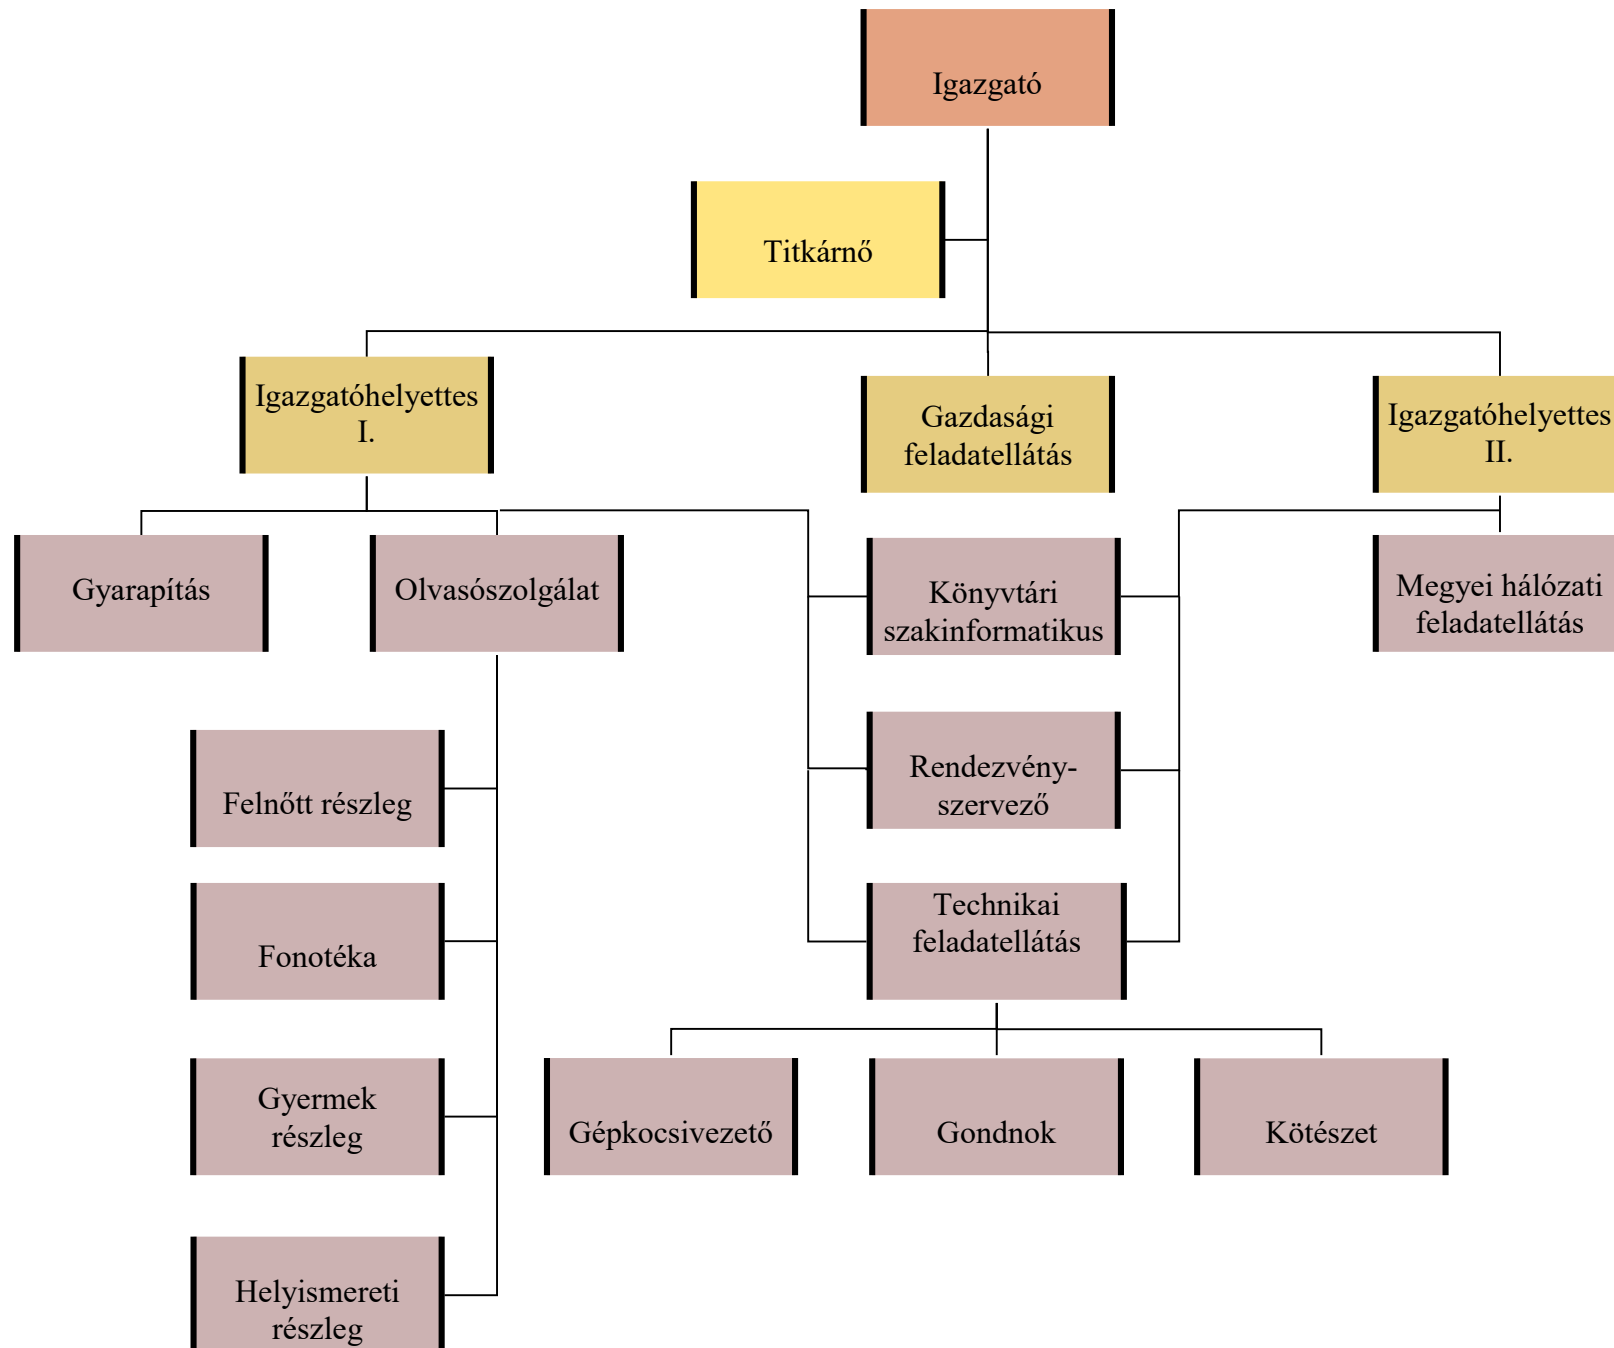 Igazgató
Titkárnő
Igazgatóhelyettes
I.
Gazdasági
feladatellátás
Igazgatóhelyettes
II.
Gyarapítás
Olvasószolgálat
Könyvtári
szakinformatikus
Megyei hálózati
feladatellátás
Felnőtt részleg
Rendezvény-
szervező
Fonotéka
Technikai
feladatellátás
Gyermek
részleg
Gépkocsivezető
Gondnok
Kötészet
Helyismereti
részleg